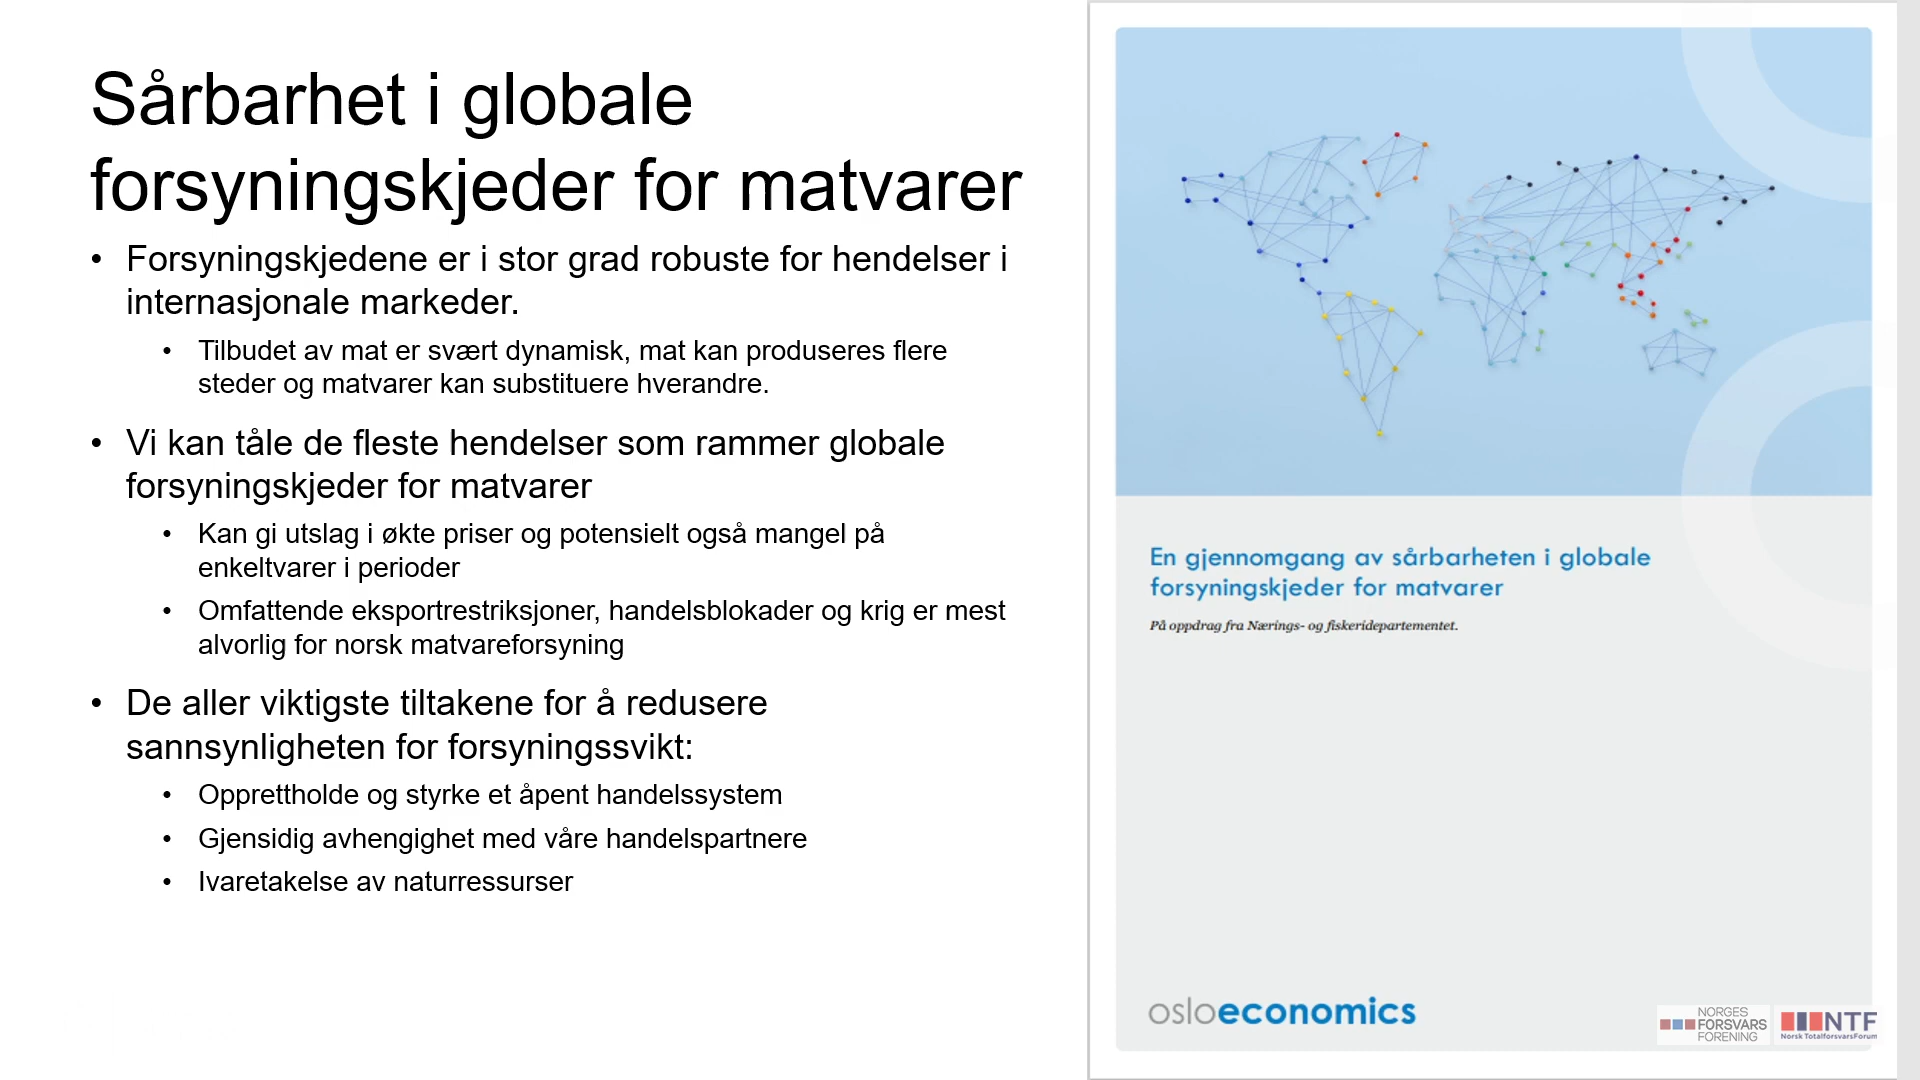 Sårbarhet i globale
forsyningskjeder for matvarer
• Forsyningskjedene er i stor grad robuste for hendelser i
internasjonale markeder.
• Tilbudet av mat er svært dynamisk, mat kan produseres flere
steder og matvarer kan substituere hverandre.
• Vi kan tåle de fleste hendelser som rammer globale
forsyningskjeder for matvarer
• Kan gi utslag i økte priser og potensielt også mangel på
enkeltvarer i perioder
• Omfattende eksportrestriksjoner, handelsblokader og krig er mest
alvorlig for norsk matvareforsyning
• De aller viktigste tiltakene for å redusere
sannsynligheten for forsyningssvikt:
• Opprettholde og styrke et åpent handelssystem
• Gjensidig avhengighet med våre handelspartnere
• Ivaretakelse av naturressurser
En gjennomgang av sårbarheten i globale
forsyningskjeder for matvarer
På oppdrag fra Nærings- og fiskeridepartementet.
osloeconomics
NORGES
FORSVARS
FORENING
NTF
Norsk TotalforsvarsForum